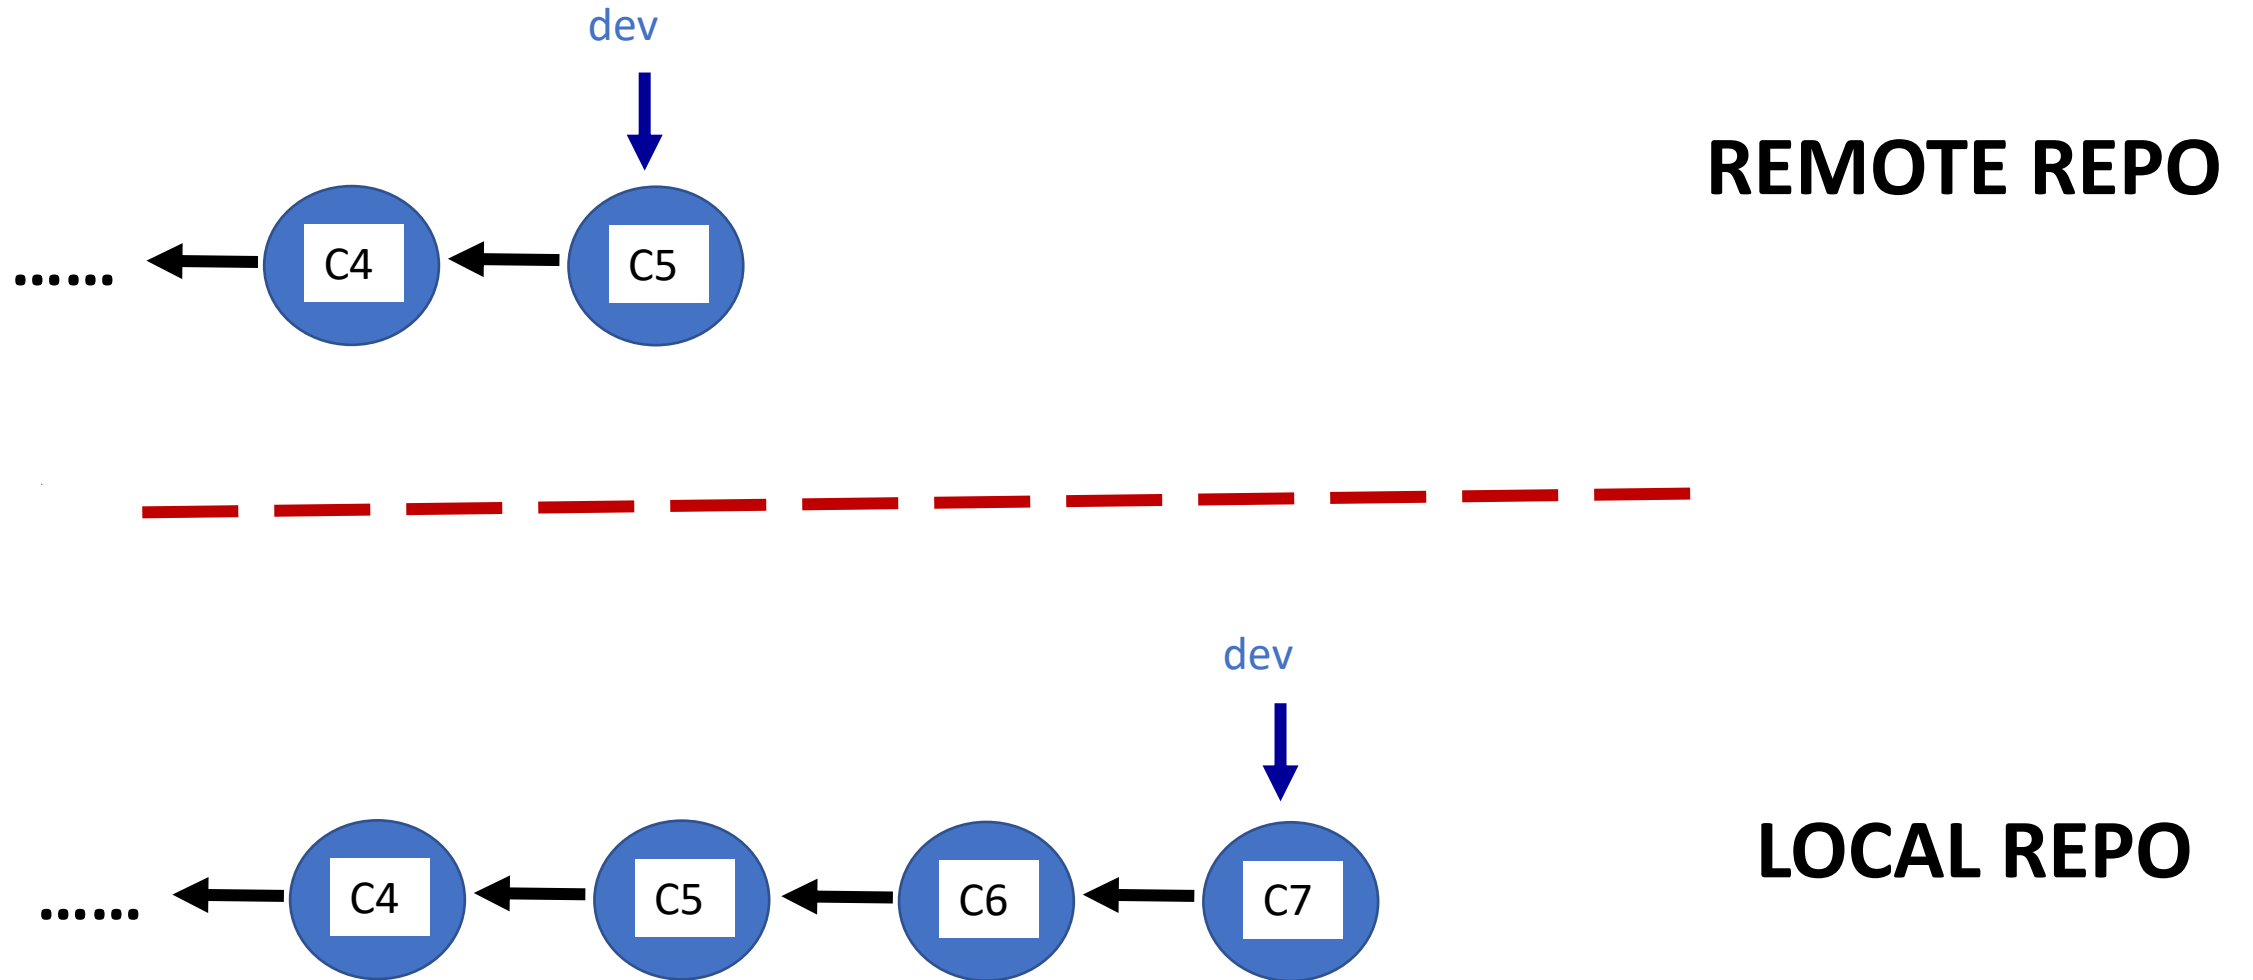 dev
REMOTE REPO
...... C4 C5
dev
LOCAL REPO
...... C4 C5 C6 C7